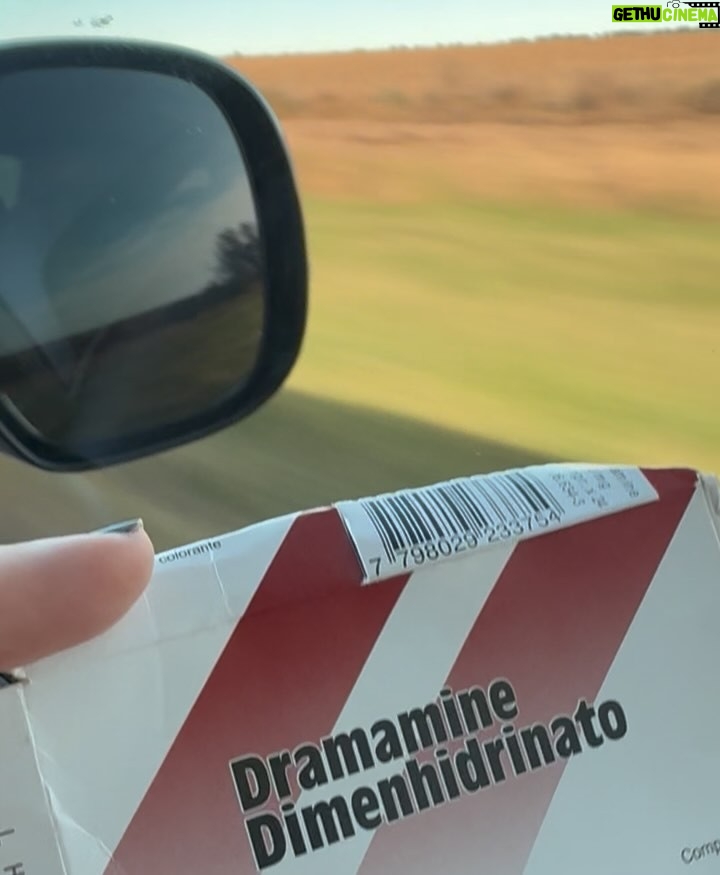 GETHU CINEMA
colorante
7 798029 233754
Dramamine
Dimenhidrinato
Comp